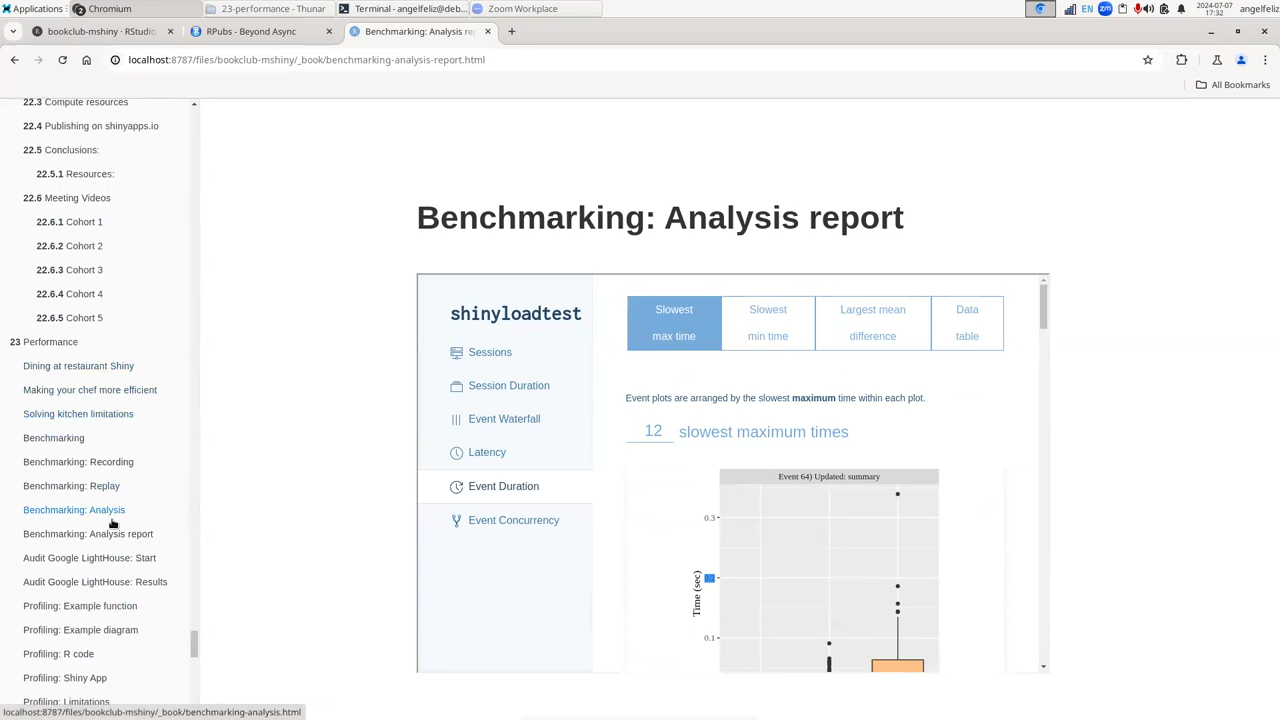 Applications
Chromium
23-performance - Thunar
Terminal - angelfeliz@deb...
Zoom Workplace
EN
zm
2024-07-07
17:32
angelfeliz
bookclub-mshiny · RStudio
RPubs - Beyond Async
Benchmarking: Analysis rep
localhost:8787/files/bookclub-mshiny/_book/benchmarking-analysis-report.html
All Bookmarks
22.3 Compute resources
22.4 Publishing on shinyapps.io
22.5 Conclusions:
22.5.1 Resources:
22.6 Meeting Videos
22.6.1 Cohort 1
22.6.2 Cohort 2
22.6.3 Cohort 3
22.6.4 Cohort 4
22.6.5 Cohort 5
23 Performance
Dining at restaurant Shiny
Making your chef more efficient
Solving kitchen limitations
Benchmarking
Benchmarking: Recording
Benchmarking: Replay
Benchmarking: Analysis
Benchmarking: Analysis report
Audit Google LightHouse: Start
Audit Google LightHouse: Results
Profiling: Example function
Profiling: Example diagram
Profiling: R code
Profiling: Shiny App
Profiling: Limitations
localhost:8787/files/bookclub-mshiny/_book/benchmarking-analysis.html
Benchmarking: Analysis report
shinyloadtest
Sessions
Session Duration
Event Waterfall
Latency
Event Duration
Event Concurrency
Slowest max time
Slowest min time
Largest mean difference
Data table
Event plots are arranged by the slowest maximum time within each plot.
12 slowest maximum times
Event 64) Updated: summary
Time (sec)
0.3
0.2
0.1